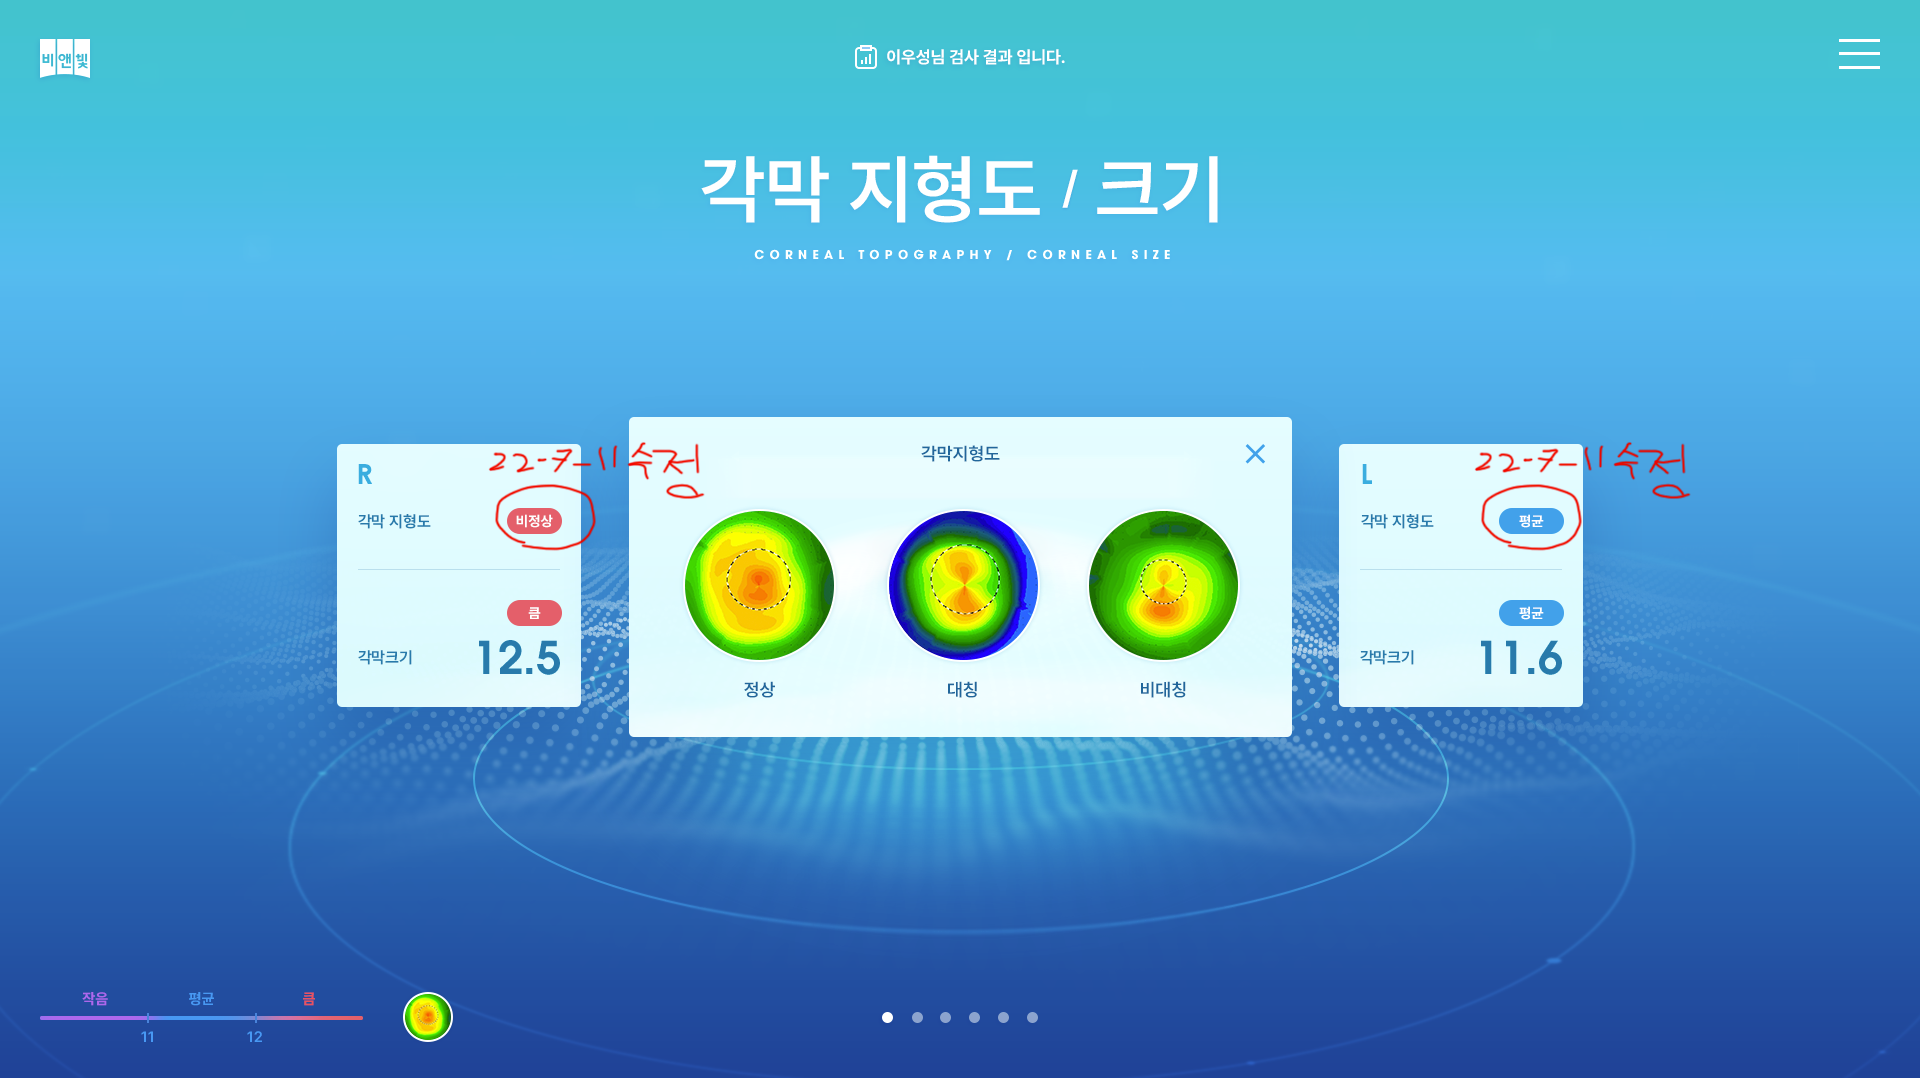 비앤빛
이우성님 검사 결과 입니다.
각막 지형도 / 크기
CORNEAL TOPOGRAPHY / CORNEAL SIZE
R
22-7-11 수정
각막 지형도 비정상
큼
각막크기 12.5
각막지형도
정상 대칭 비대칭
L
22-7-11 수정
각막 지형도 평균
평균
각막크기 11.6
작음 평균 큼
11 12